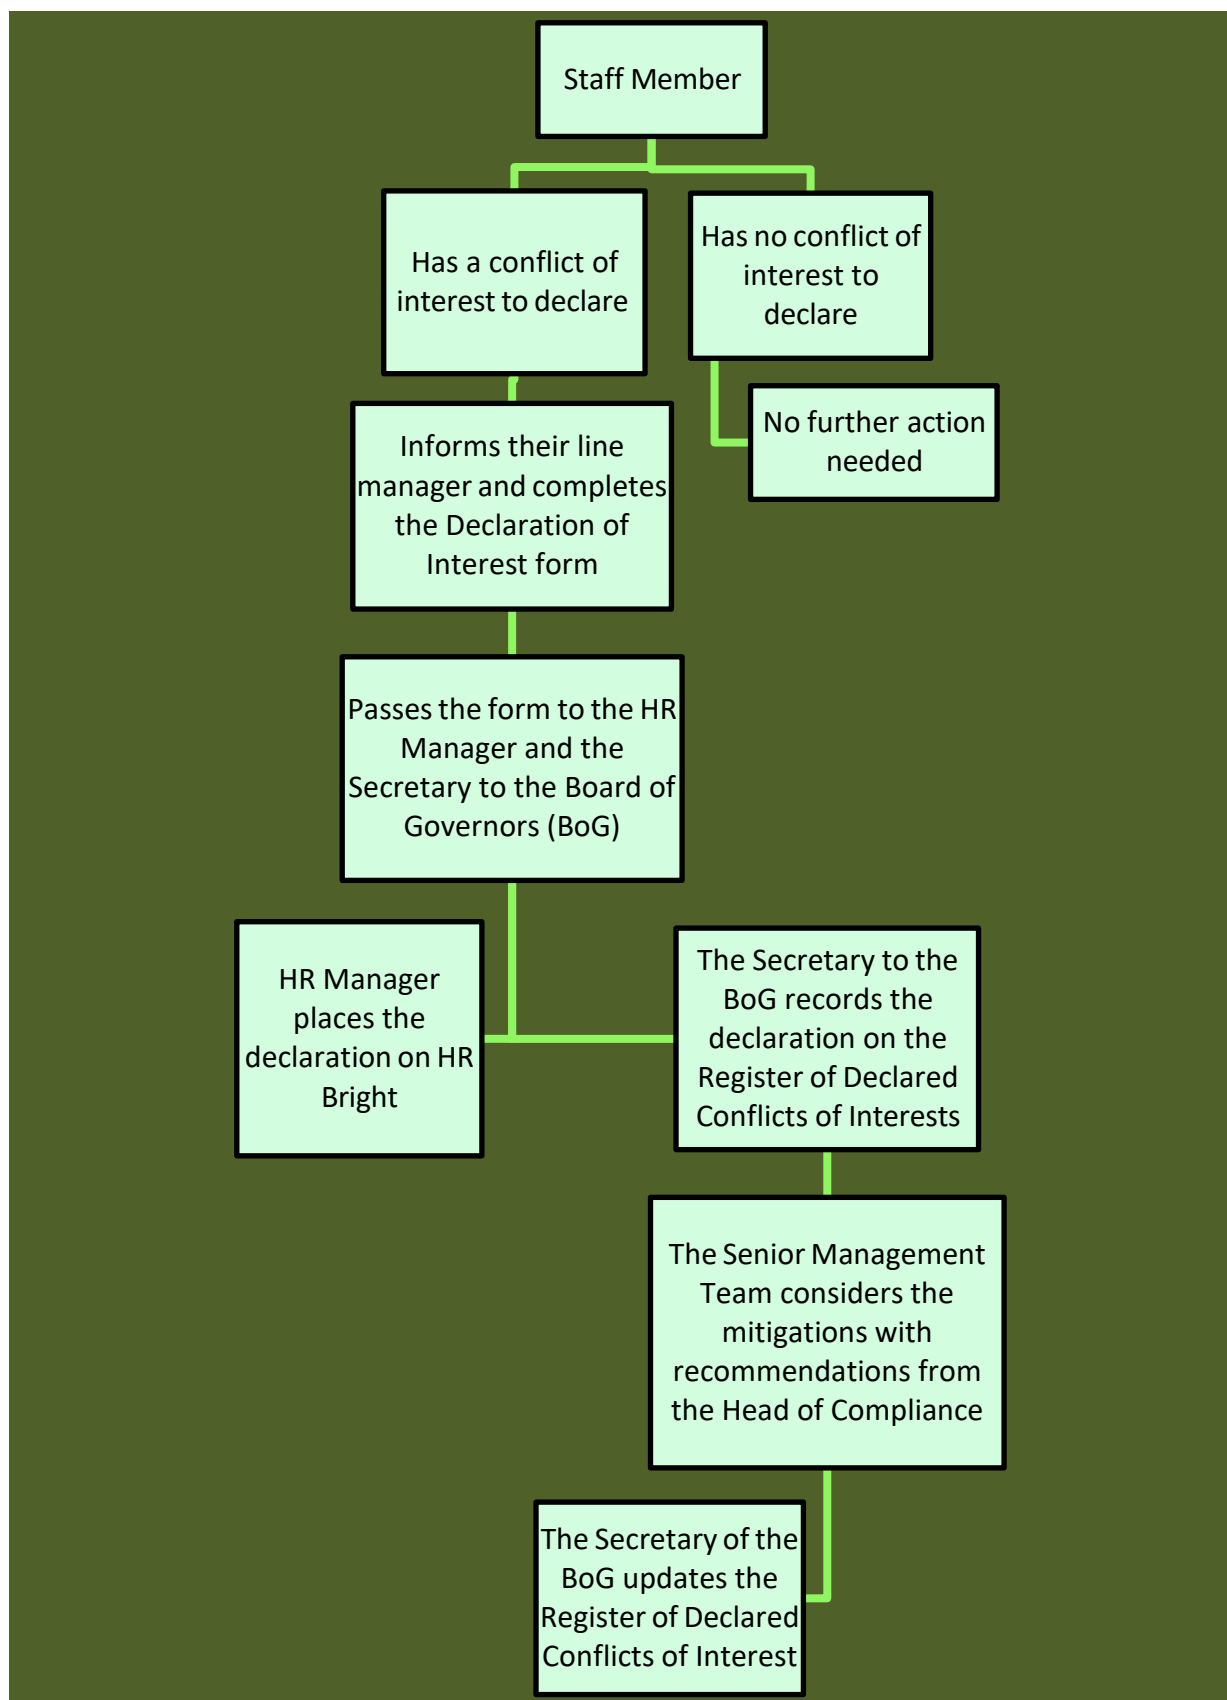 Staff Member
Has a conflict of
interest to declare
Has no conflict of
interest to
declare
No further action
needed
Informs their line
manager and completes
the Declaration of
Interest form
Passes the form to the HR
Manager and the
Secretary to the Board of
Governors (BoG)
HR Manager
places the
declaration on HR
Bright
The Secretary to the
BoG records the
declaration on the
Register of Declared
Conflicts of Interests
The Senior Management
Team considers the
mitigations with
recommendations from
the Head of Compliance
The Secretary of the
BoG updates the
Register of Declared
Conflicts of Interest